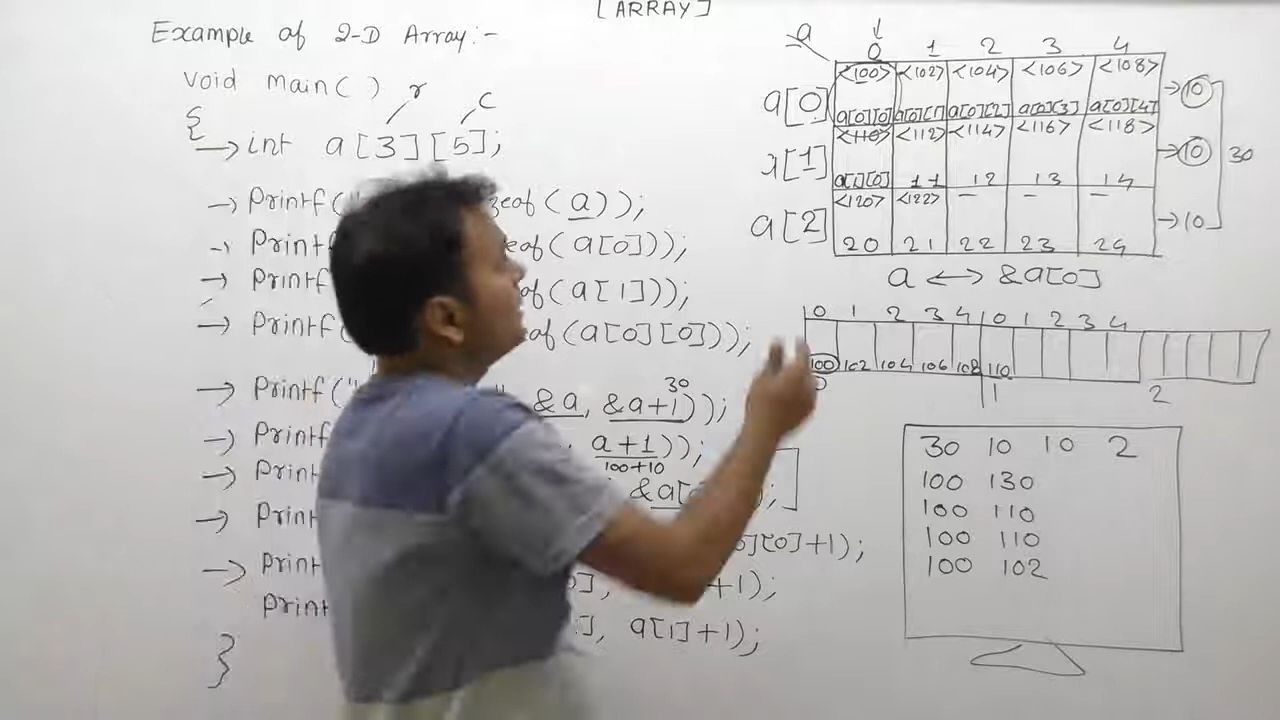 [ARRAY]
Example of 2-D Array:-
void main( )
r
c
{
→ int a[3][5];
→ Printf(" zeof(a));
→ Printf eof(a[0]));
→ Printf of(a[1]));
→ Printf( of(a[0][0]));
30
→ Printf(" " &a, &a+1));
→ Printf , a+1));
100+10
→ Print &a[
→ Print ][0]+1);
→ Print ], +1);
Print ], a[1]+1);
}
a
0 1 2 3 4
<100> <102> <104> <106> <108> → 10
a[0] a[0][0] a[0][1] a[0][2] a[0][3] a[0][4]
<110> <112> <114> <116> <118> → 10 30
[1] a[1][0] 11 12 13 14
<120> <122> – – – → 10
a[2] 20 21 22 23 24
a ↔ &a[0]
0 1 2 3 4 0 1 2 3 4
100 102 104 106 108 110
0 1 2
30 10 10 2
100 130
100 110
100 110
100 102